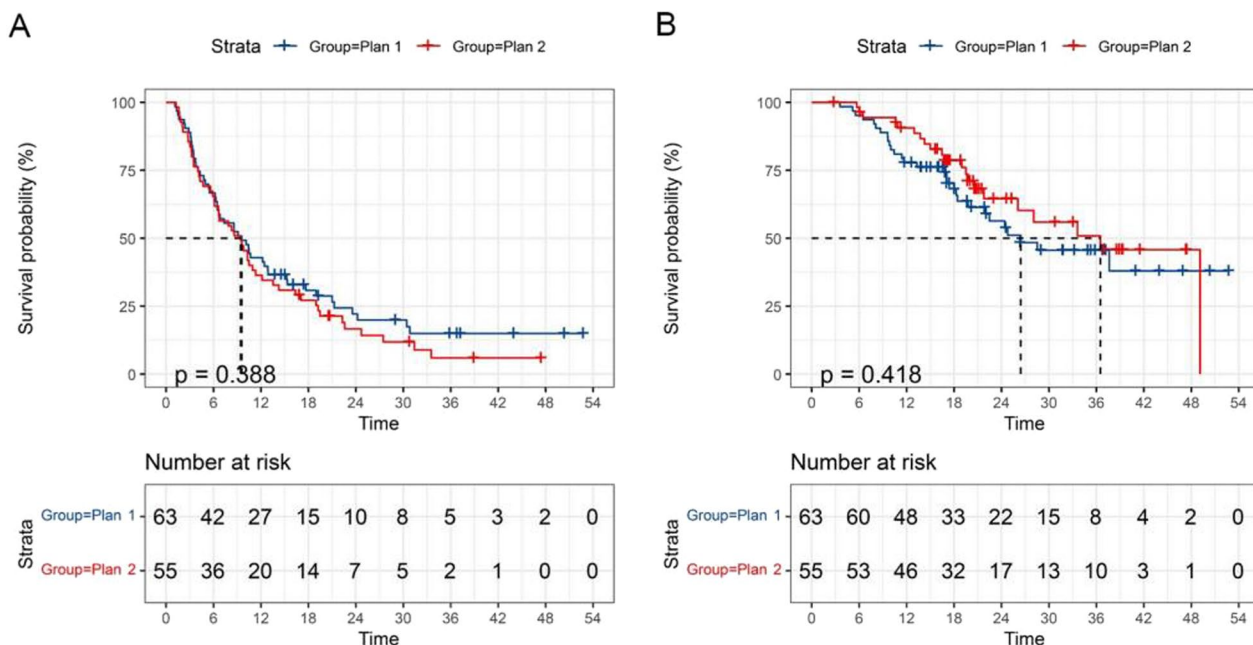 A
Strata Group=Plan 1 Group=Plan 2
Survival probability (%)
100
75
50
25
0
p = 0.388
0 6 12 18 24 30 36 42 48 54
Time
Number at risk
Strata
Group=Plan 1 63 42 27 15 10 8 5 3 2 0
Group=Plan 2 55 36 20 14 7 5 2 1 0 0
0 6 12 18 24 30 36 42 48 54
Time
B
Strata Group=Plan 1 Group=Plan 2
Survival probability (%)
100
75
50
25
0
p = 0.418
0 6 12 18 24 30 36 42 48 54
Time
Number at risk
Strata
Group=Plan 1 63 60 48 33 22 15 8 4 2 0
Group=Plan 2 55 53 46 32 17 13 10 3 1 0
0 6 12 18 24 30 36 42 48 54
Time